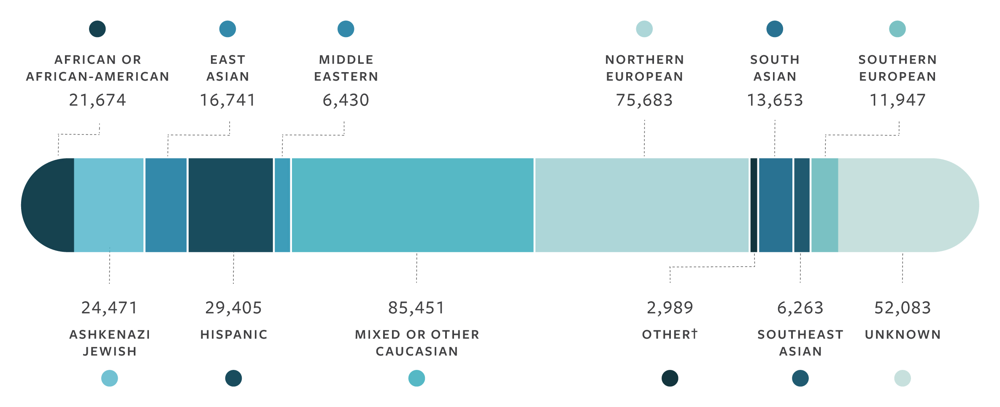 AFRICAN OR
AFRICAN-AMERICAN
21,674
EAST
ASIAN
16,741
MIDDLE
EASTERN
6,430
NORTHERN
EUROPEAN
75,683
SOUTH
ASIAN
13,653
SOUTHERN
EUROPEAN
11,947
24,471
ASHKENAZI
JEWISH
29,405
HISPANIC
85,451
MIXED OR OTHER
CAUCASIAN
2,989
OTHER†
6,263
SOUTHEAST
ASIAN
52,083
UNKNOWN